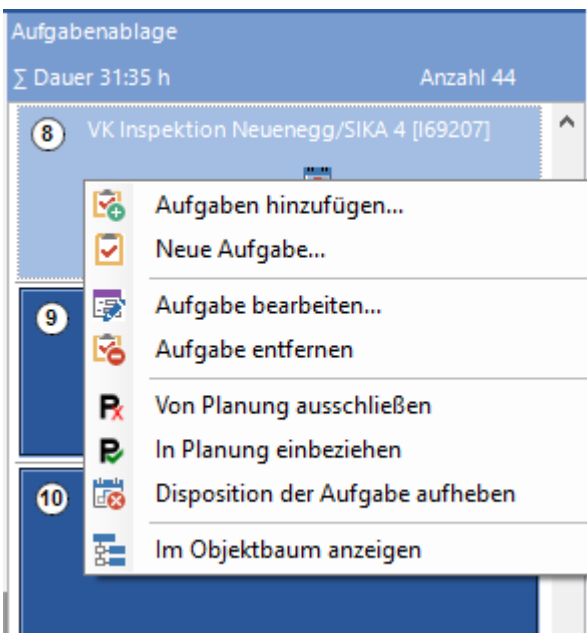 Aufgabenablage
∑ Dauer 31:35 h Anzahl 44
8 VK Inspektion Neuenegg/SIKA 4 [I69207]
Aufgaben hinzufügen...
Neue Aufgabe...
9 Aufgabe bearbeiten...
Aufgabe entfernen
Von Planung ausschließen
In Planung einbeziehen
10 Disposition der Aufgabe aufheben
Im Objektbaum anzeigen